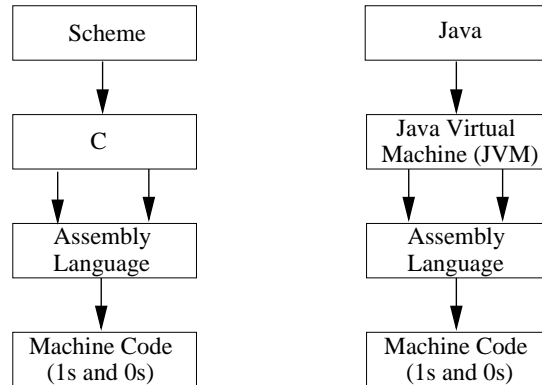 Scheme
C
Assembly
Language
Machine Code
(1s and 0s)
Java
Java Virtual
Machine (JVM)
Assembly
Language
Machine Code
(1s and 0s)